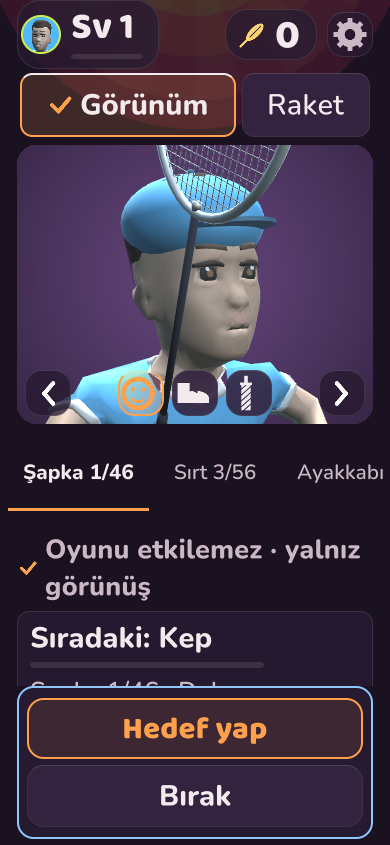 Sv 1
0
Görünüm
Raket
Şapka 1/46
Sırt 3/56
Ayakkabı
Oyunu etkilemez · yalnız
görünüş
Sıradaki: Kep
Hedef yap
Bırak